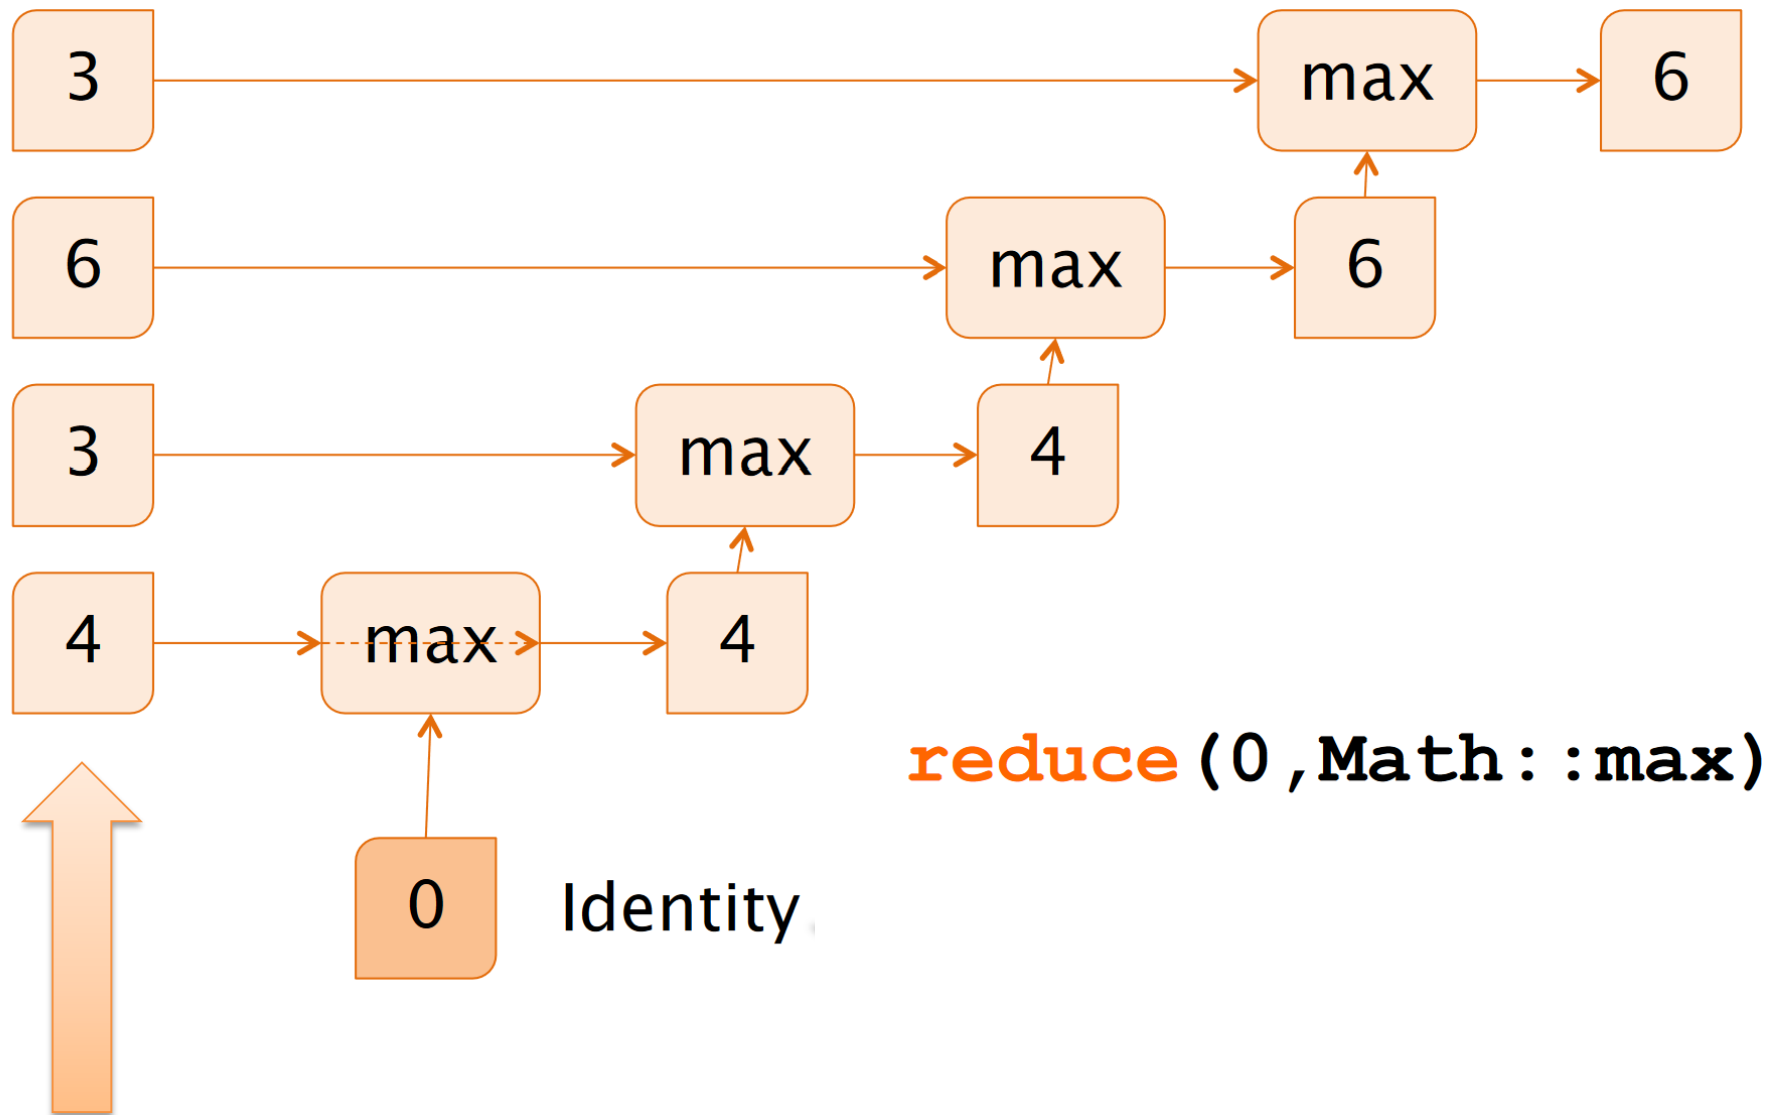 3 max 6
6 max 6
3 max 4
4 max 4
reduce(0,Math::max)
0 Identity